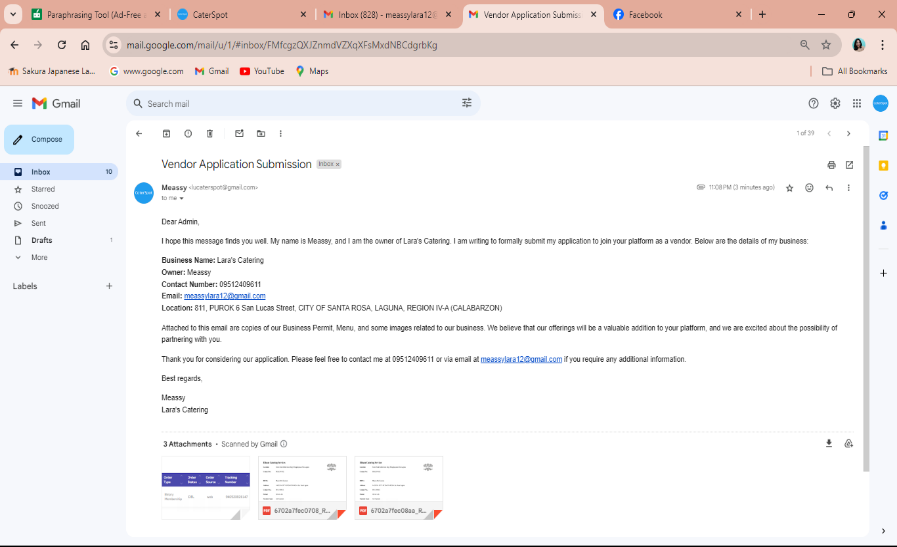 Paraphrasing Tool (Ad-Free
CaterSpot
Inbox (828) - meassylara12@
Vendor Application Submiss
Facebook
mail.google.com/mail/u/1/#inbox/FMfcgzQXJZnmdVZXqXFsMxdNBCdgrbKg
Sakura Japanese La...
www.google.com
Gmail
YouTube
Maps
All Bookmarks
Gmail
Search mail
Compose
1 of 39
Inbox 10
Starred
Snoozed
Sent
Drafts 1
More
Labels
Vendor Application Submission Inbox x
Meassy <lucaterspot@gmail.com>
11:08 PM (3 minutes ago)
to me
Dear Admin,
I hope this message finds you well. My name is Meassy, and I am the owner of Lara's Catering. I am writing to formally submit my application to join your platform as a vendor. Below are the details of my business:
Business Name: Lara's Catering
Owner: Meassy
Contact Number: 09512409611
Email: meassylara12@gmail.com
Location: 811, PUROK 6 San Lucas Street, CITY OF SANTA ROSA, LAGUNA, REGION IV-A (CALABARZON)
Attached to this email are copies of our Business Permit, Menu, and some images related to our business. We believe that our offerings will be a valuable addition to your platform, and we are excited about the possibility of
partnering with you.
Thank you for considering our application. Please feel free to contact me at 09512409611 or via email at meassylara12@gmail.com if you require any additional information.
Best regards,
Meassy
Lara's Catering
3 Attachments • Scanned by Gmail
PDF 6702a7fec0708_R...
PDF 6702a7fec08aa_R...